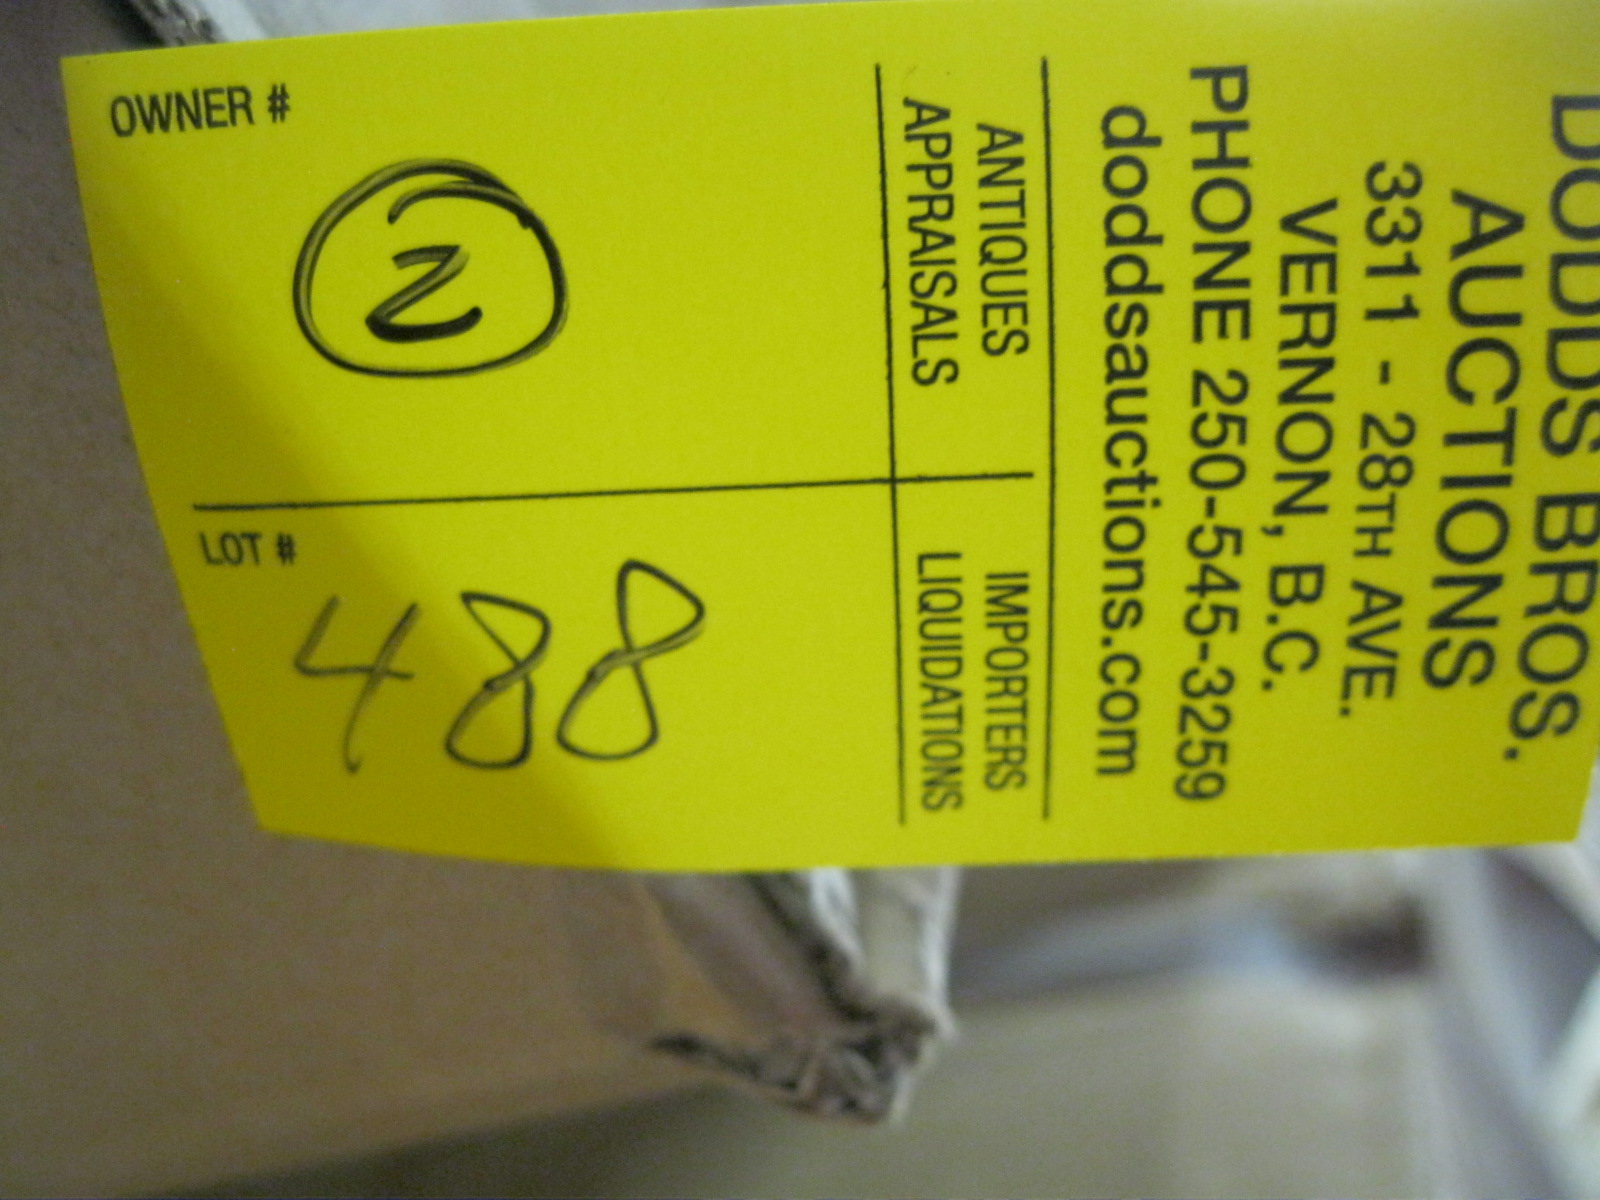 DODDS BROS.
AUCTIONS
3311 - 28TH AVE.
VERNON, B.C.
PHONE 250-545-3259
doddsauctions.com
ANTIQUES IMPORTERS
APPRAISALS LIQUIDATIONS
OWNER #
2
LOT #
488